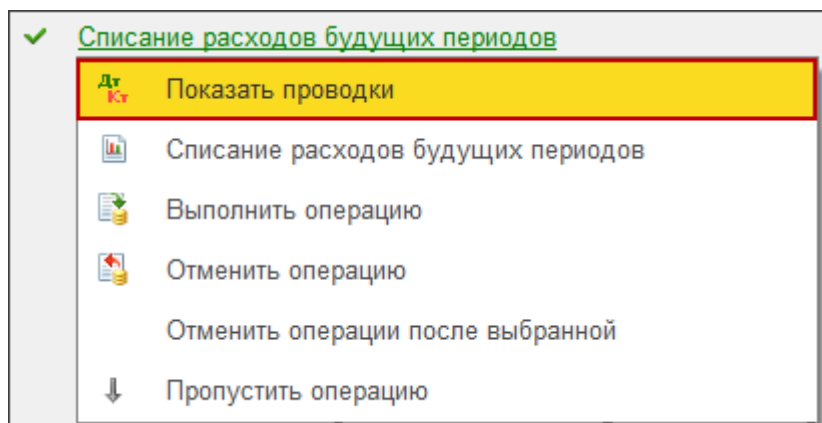 Списание расходов будущих периодов
Дт
Кт
Показать проводки
Списание расходов будущих периодов
Выполнить операцию
Отменить операцию
Отменить операции после выбранной
Пропустить операцию